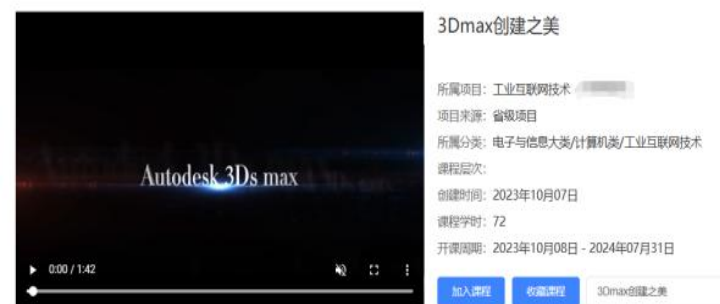 3Dmax创建之美
所属项目：工业互联网技术
项目来源：省级项目
所属分类：电子与信息大类/计算机类/工业互联网技术
Autodesk 3Ds max
课程层次：
创建时间：2023年10月07日
课程学时：72
开课周期：2023年10月08日 - 2024年07月31日
0:00 / 1:42
加入课程 收藏课程 3Dmax创建之美